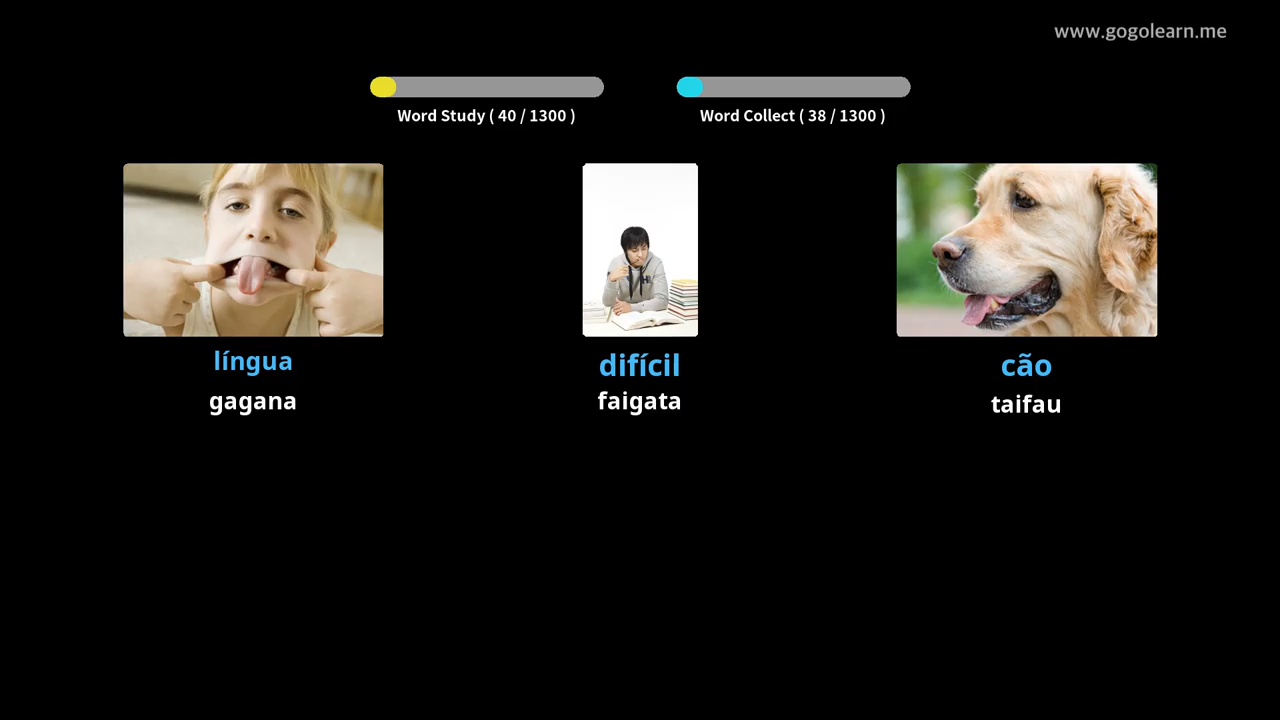 www.gogolearn.me
Word Study ( 40 / 1300 )
Word Collect ( 38 / 1300 )
língua
gagana
difícil
faigata
cão
taifau